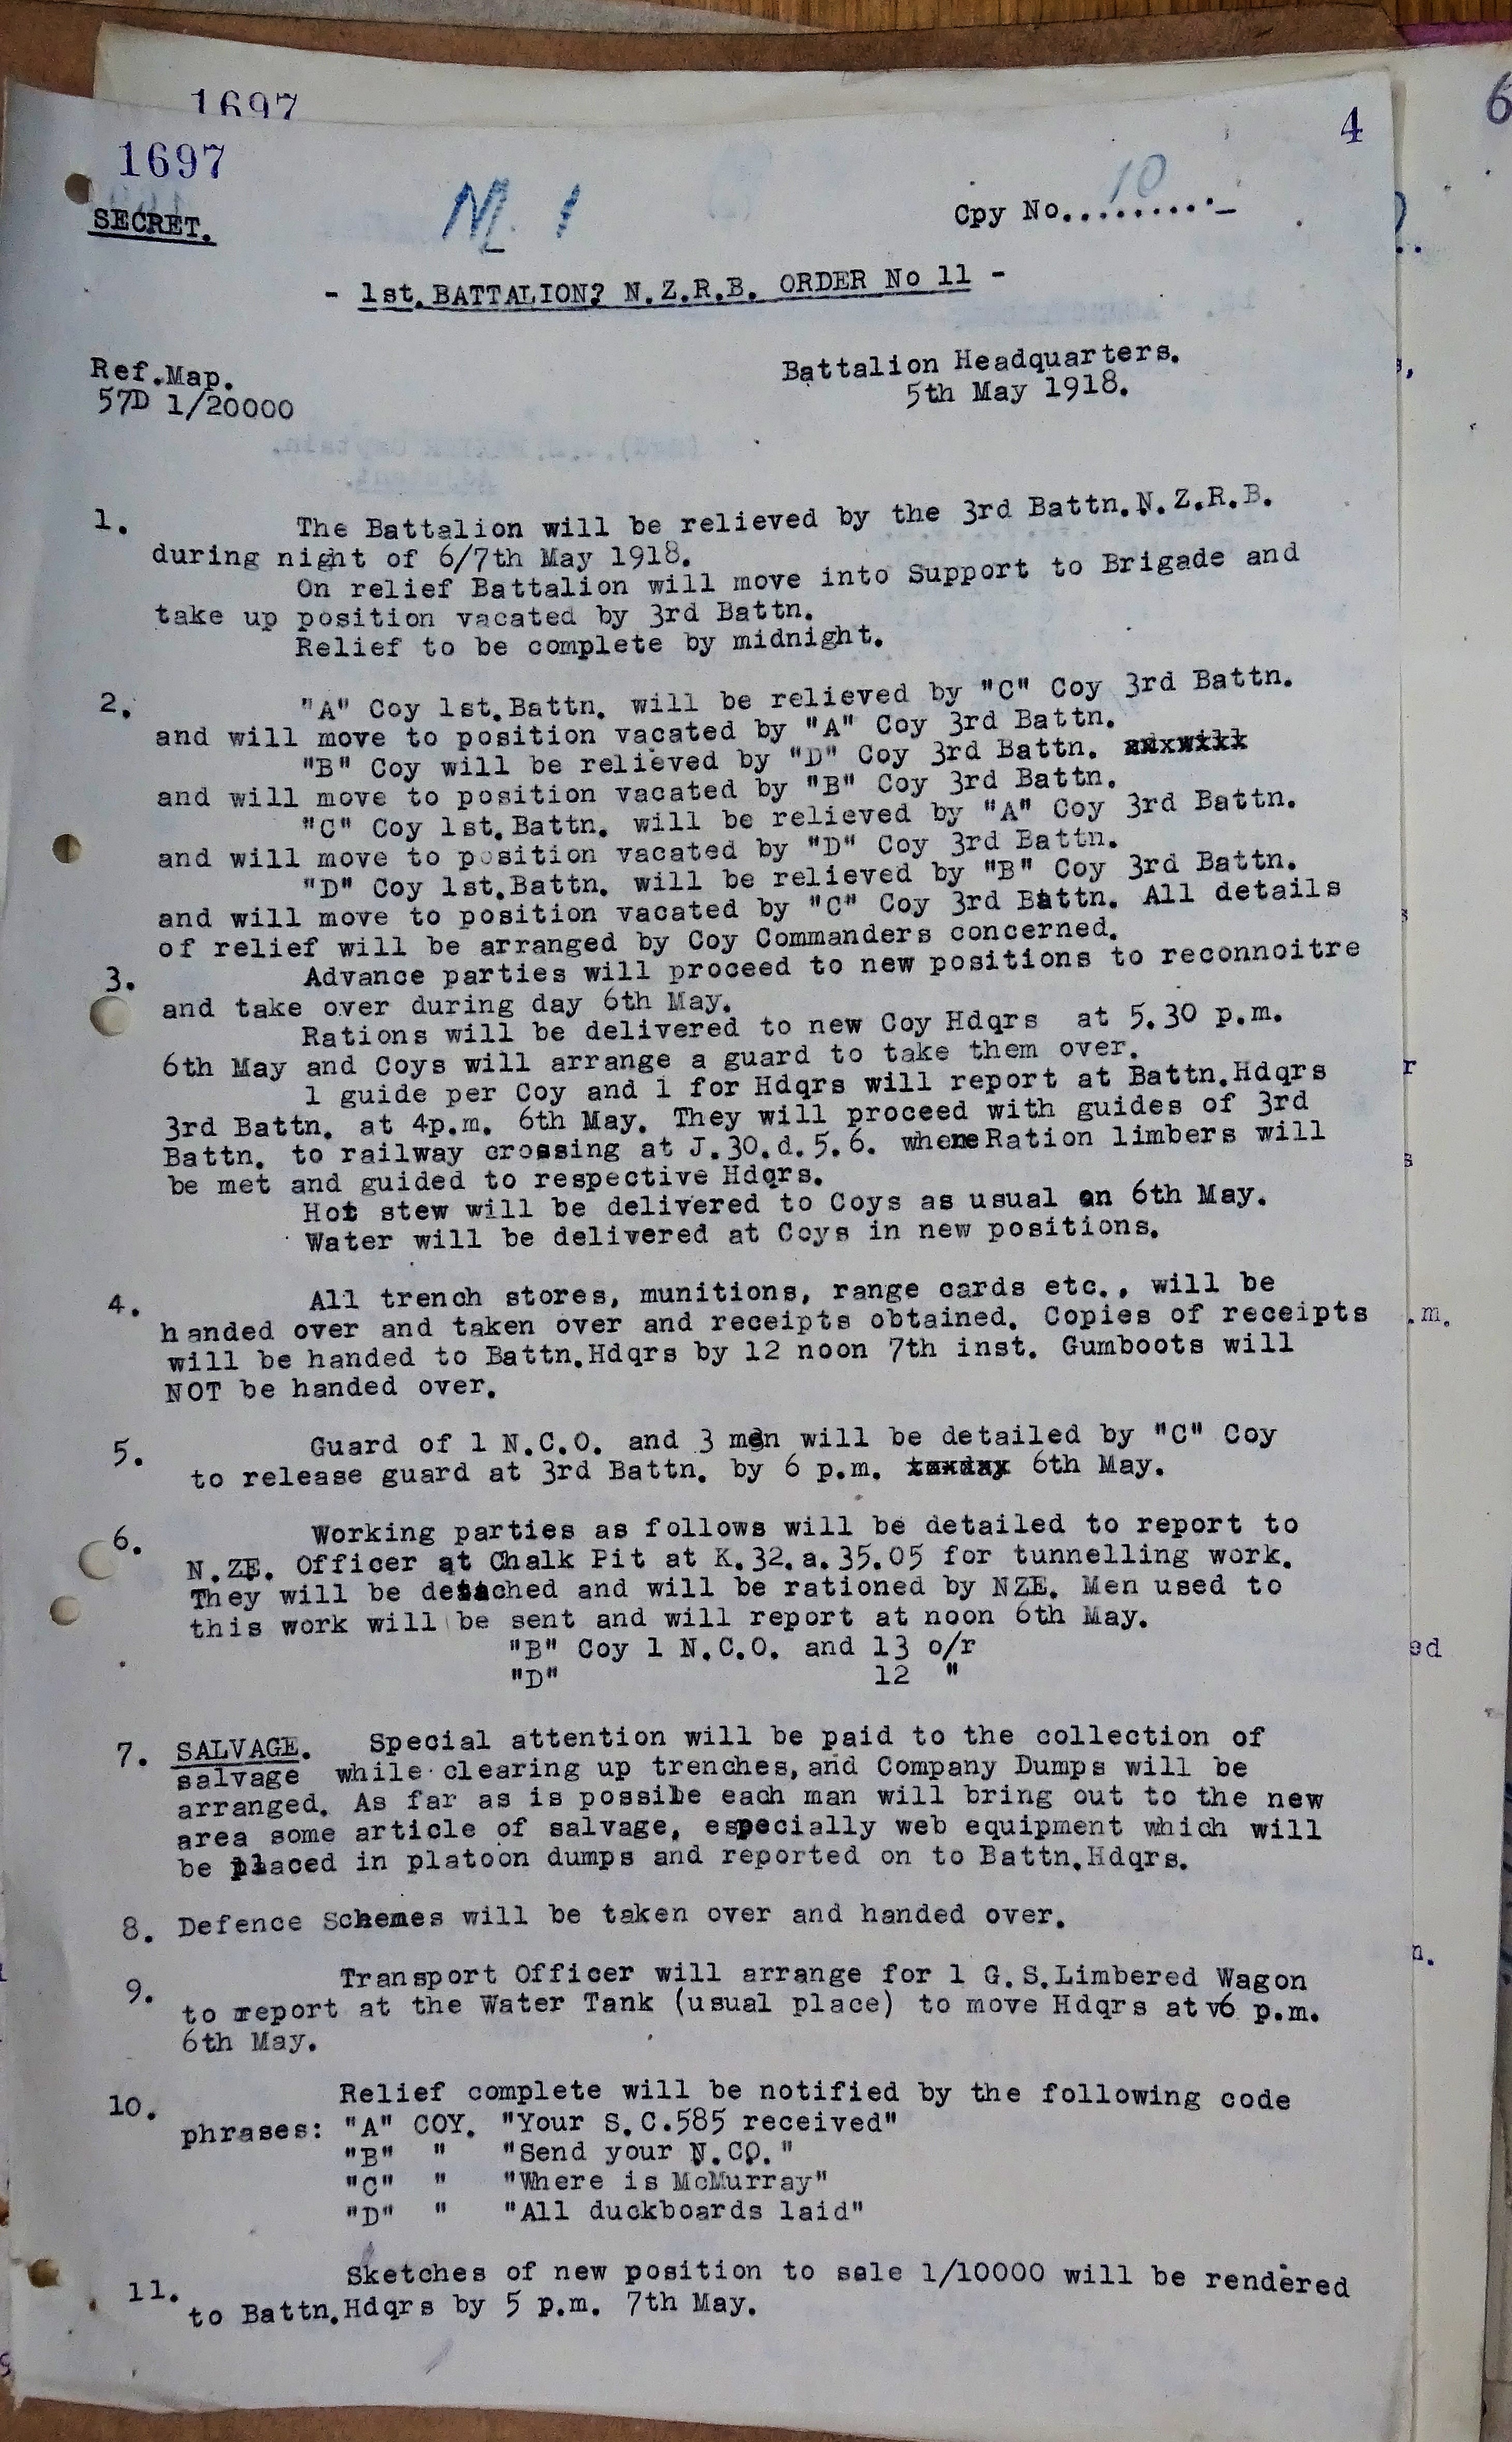 1697
1697
4
6
SECRET.
Cpy No..........
10
- 1st. BATTALION? N.Z.R.B. ORDER No 11 -
Ref.Map.
57D 1/20000
Battalion Headquarters.
5th May 1918.
1. The Battalion will be relieved by the 3rd Battn.N.Z.R.B.
during night of 6/7th May 1918.
On relief Battalion will move into Support to Brigade and
take up position vacated by 3rd Battn.
Relief to be complete by midnight.
2. "A" Coy 1st.Battn. will be relieved by "C" Coy 3rd Battn.
and will move to position vacated by "A" Coy 3rd Battn.
"B" Coy will be relieved by "D" Coy 3rd Battn.
and will move to position vacated by "B" Coy 3rd Battn.
"C" Coy 1st.Battn. will be relieved by "A" Coy 3rd Battn.
and will move to position vacated by "D" Coy 3rd Battn.
"D" Coy 1st.Battn. will be relieved by "B" Coy 3rd Battn.
and will move to position vacated by "C" Coy 3rd Battn. All details
of relief will be arranged by Coy Commanders concerned.
3. Advance parties will proceed to new positions to reconnoitre
and take over during day 6th May.
Rations will be delivered to new Coy Hdqrs at 5.30 p.m.
6th May and Coys will arrange a guard to take them over.
1 guide per Coy and 1 for Hdqrs will report at Battn.Hdqrs
3rd Battn. at 4p.m. 6th May. They will proceed with guides of 3rd
Battn. to railway crossing at J.30.d.5.6. where Ration limbers will
be met and guided to respective Hdqrs.
Hot stew will be delivered to Coys as usual on 6th May.
Water will be delivered at Coys in new positions.
4. All trench stores, munitions, range cards etc., will be
handed over and taken over and receipts obtained. Copies of receipts
will be handed to Battn.Hdqrs by 12 noon 7th inst. Gumboots will
NOT be handed over.
5. Guard of 1 N.C.O. and 3 men will be detailed by "C" Coy
to release guard at 3rd Battn. by 6 p.m. 6th May.
6. Working parties as follows will be detailed to report to
N.ZE. Officer at Chalk Pit at K.32.a.35.05 for tunnelling work.
They will be detached and will be rationed by NZE. Men used to
this work will be sent and will report at noon 6th May.
"B" Coy 1 N.C.O. and 13 o/r
"D" 12 "
7. SALVAGE. Special attention will be paid to the collection of
salvage while clearing up trenches, and Company Dumps will be
arranged. As far as is possible each man will bring out to the new
area some article of salvage, especially web equipment which will
be placed in platoon dumps and reported on to Battn.Hdqrs.
8. Defence Schemes will be taken over and handed over.
9. Transport Officer will arrange for 1 G.S.Limbered Wagon
to report at the Water Tank (usual place) to move Hdqrs at 6 p.m.
6th May.
10. Relief complete will be notified by the following code
phrases: "A" COY. "Your S.C.585 received"
"B" " "Send your N.CO."
"C" " "Where is McMurray"
"D" " "All duckboards laid"
11. Sketches of new position to sale 1/10000 will be rendered
to Battn.Hdqrs by 5 p.m. 7th May.